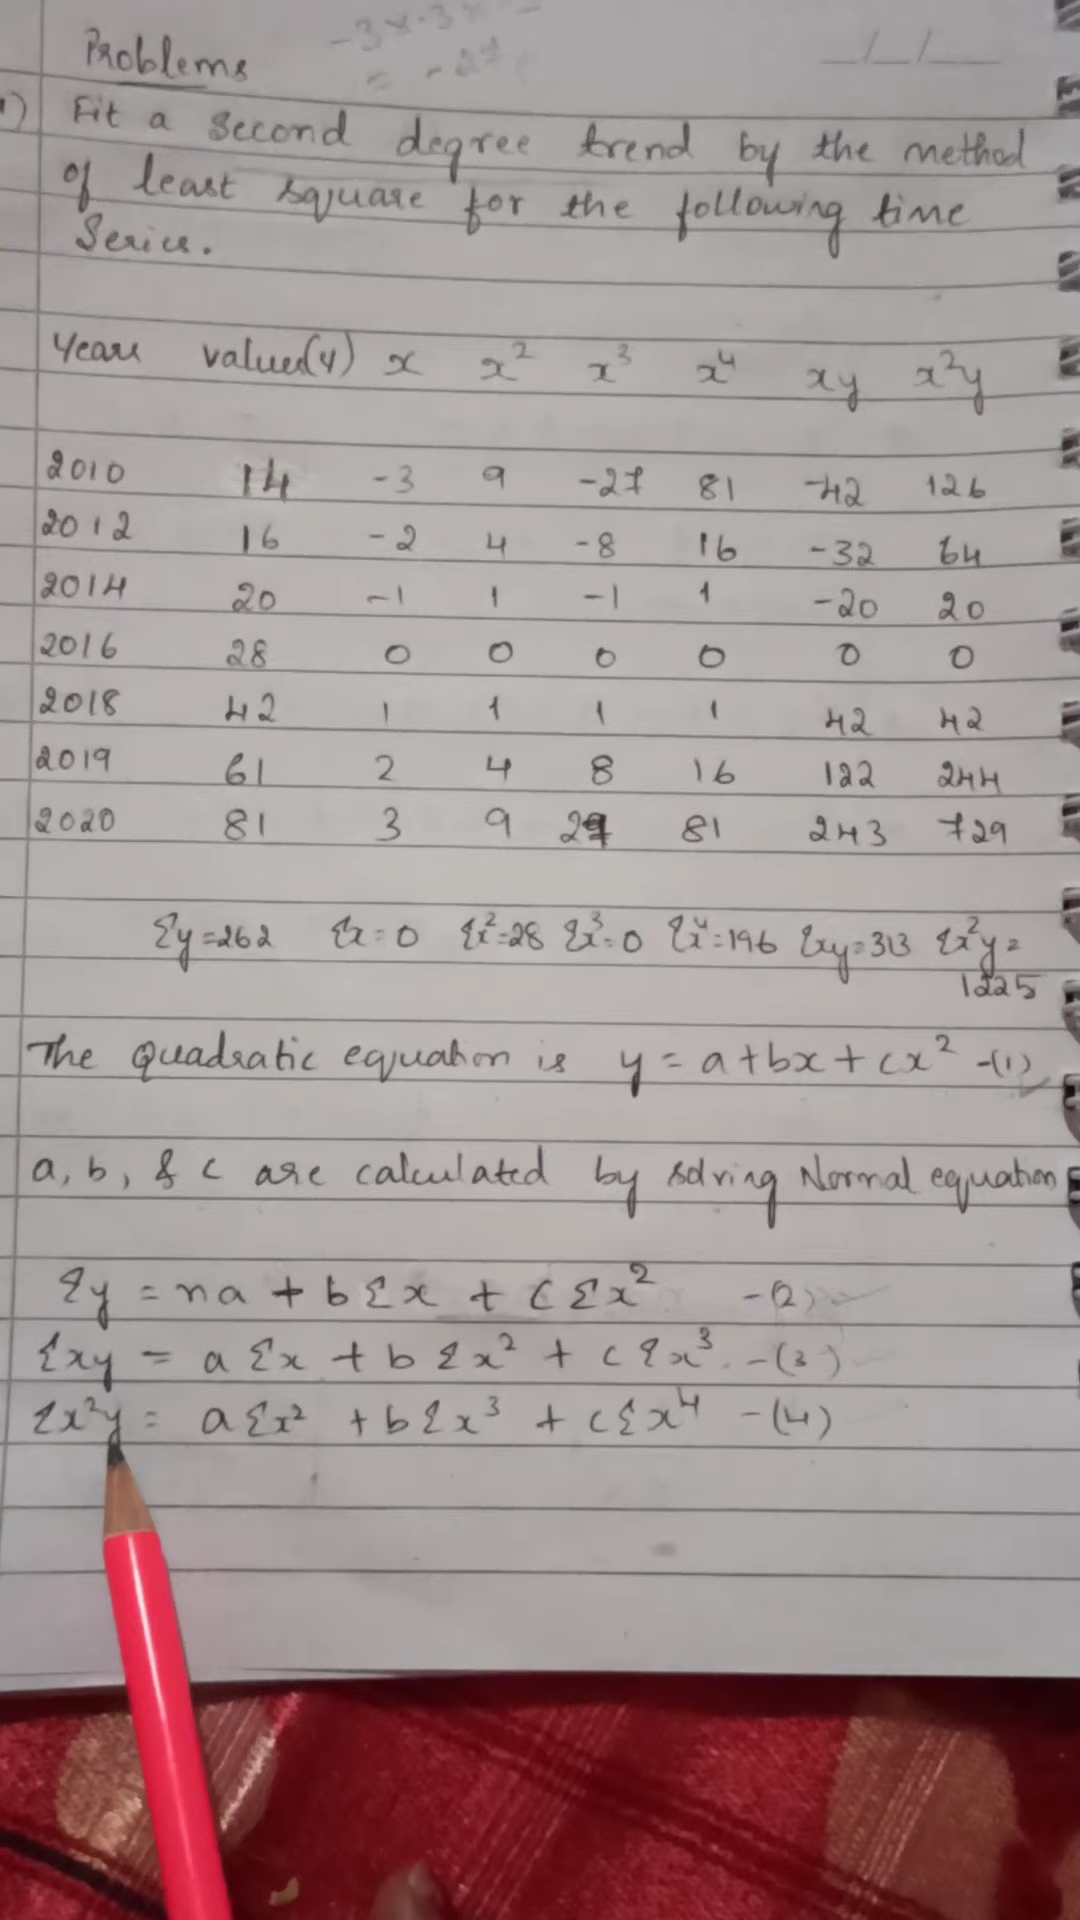 -3x-3x
= -27
Problems
1) Fit a second degree trend by the method
of least square for the following time
Series.
Years values(y) x x² x³ x⁴ xy x²y
2010 14 -3 9 -27 81 -42 126
2012 16 -2 4 -8 16 -32 64
2014 20 -1 1 -1 1 -20 20
2016 28 0 0 0 0 0 0
2018 42 1 1 1 1 42 42
2019 61 2 4 8 16 122 244
2020 81 3 9 27 81 243 729
Σy=262 Σx=0 Σx²=28 Σx³=0 Σx⁴=196 Σxy=313 Σx²y=
1225
The Quadratic equation is y = a+bx+cx² -(1)
a, b, & c are calculated by solving Normal equation
Σy = na + bΣx + cΣx² -(2)
Σxy = aΣx + bΣx² + cΣx³ -(3)
Σx²y = aΣx² + bΣx³ + cΣx⁴ -(4)